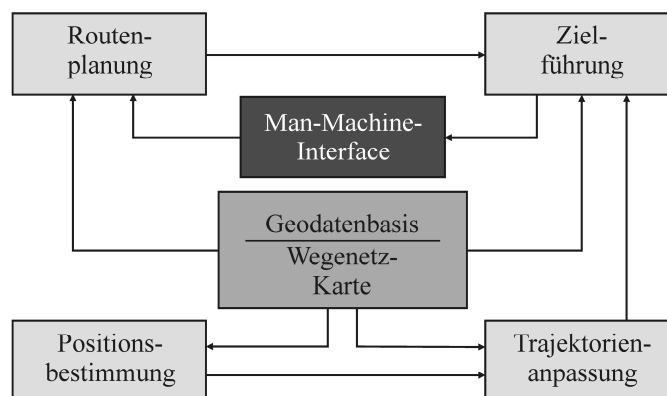 Routen-
planung
Ziel-
führung
Man-Machine-
Interface
Geodatenbasis
Wegenetz-
Karte
Positions-
bestimmung
Trajektorien-
anpassung